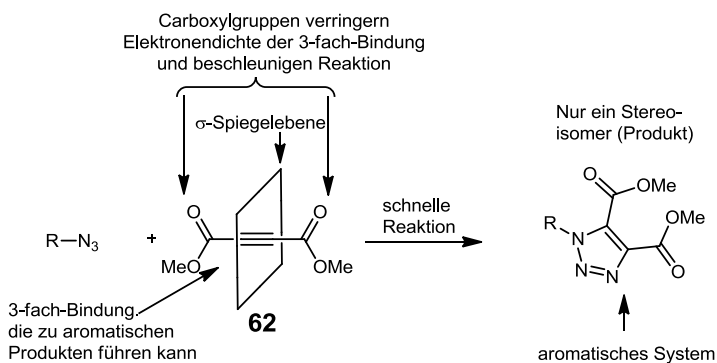 Carboxylgruppen verringern
Elektronendichte der 3-fach-Bindung
und beschleunigen Reaktion
σ-Spiegelebene
Nur ein Stereo-
isomer (Produkt)
O
OMe
OMe
R
N
O
N
N
O
R—N3
+
O
O
MeO
OMe
schnelle
Reaktion
3-fach-Bindung.
die zu aromatischen
Produkten führen kann
62
aromatisches System